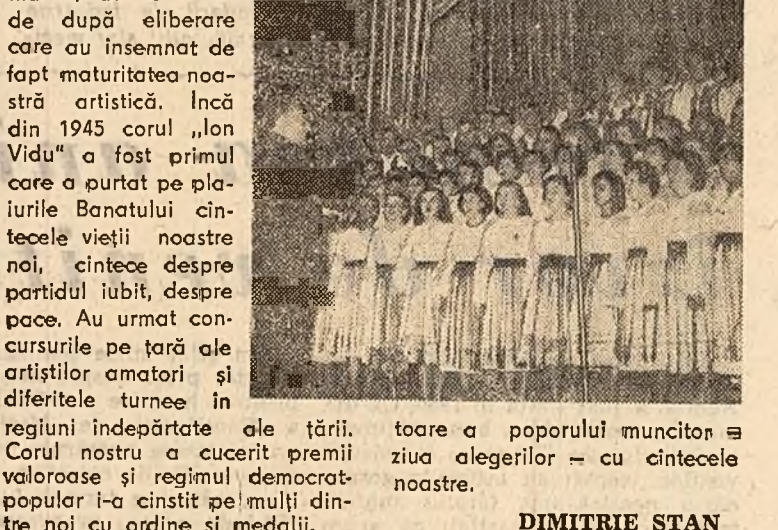 de după eliberare
care au însemnat de
fapt maturitatea noa-
stră artistică. Încă
din 1945 corul „Ion
Vidu“ a fost primul
care a purtat pe pla-
iurile Banatului cîn-
tecele vieții noastre
noi, cîntece despre
partidul iubit, despre
pace. Au urmat con-
cursurile pe țară ale
artiștilor amatori și
diferitele turnee în
regiuni îndepărtate ale țării.
Corul nostru a cucerit premii
valoroase și regimul democrat-
popular i-a cinstit pe mulți din-
tre noi cu ordine și medalii.
toare a poporului muncitor —
ziua alegerilor — cu cîntecele
noastre.
DIMITRIE STAN